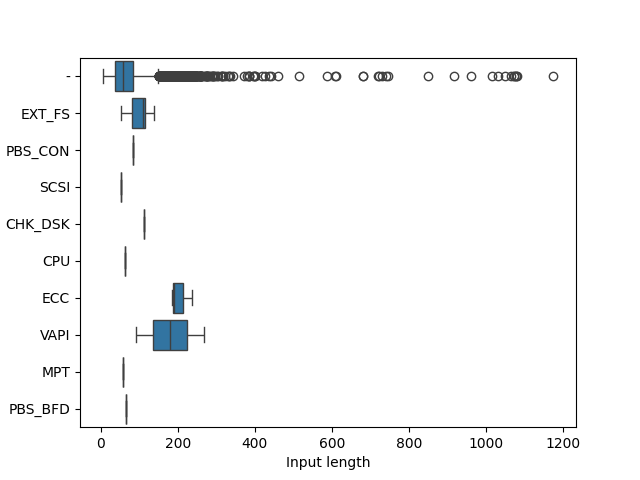 -
EXT_FS
PBS_CON
SCSI
CHK_DSK
CPU
ECC
VAPI
MPT
PBS_BFD
0 200 400 600 800 1000 1200
Input length